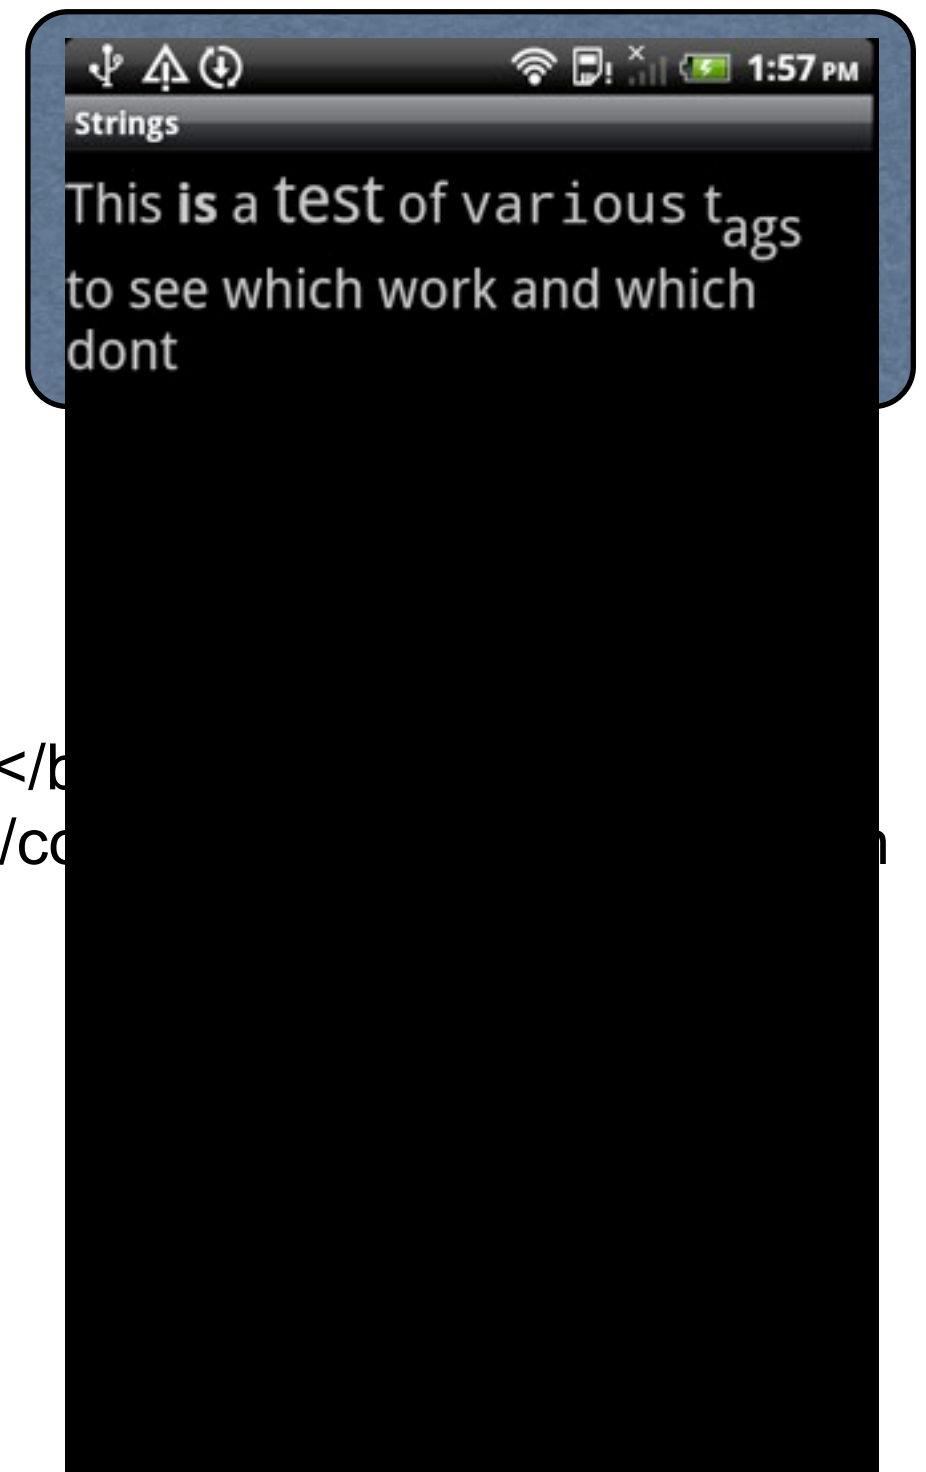 1:57 PM
Strings
This is a test of various tags
to see which work and which
dont
</b
/co